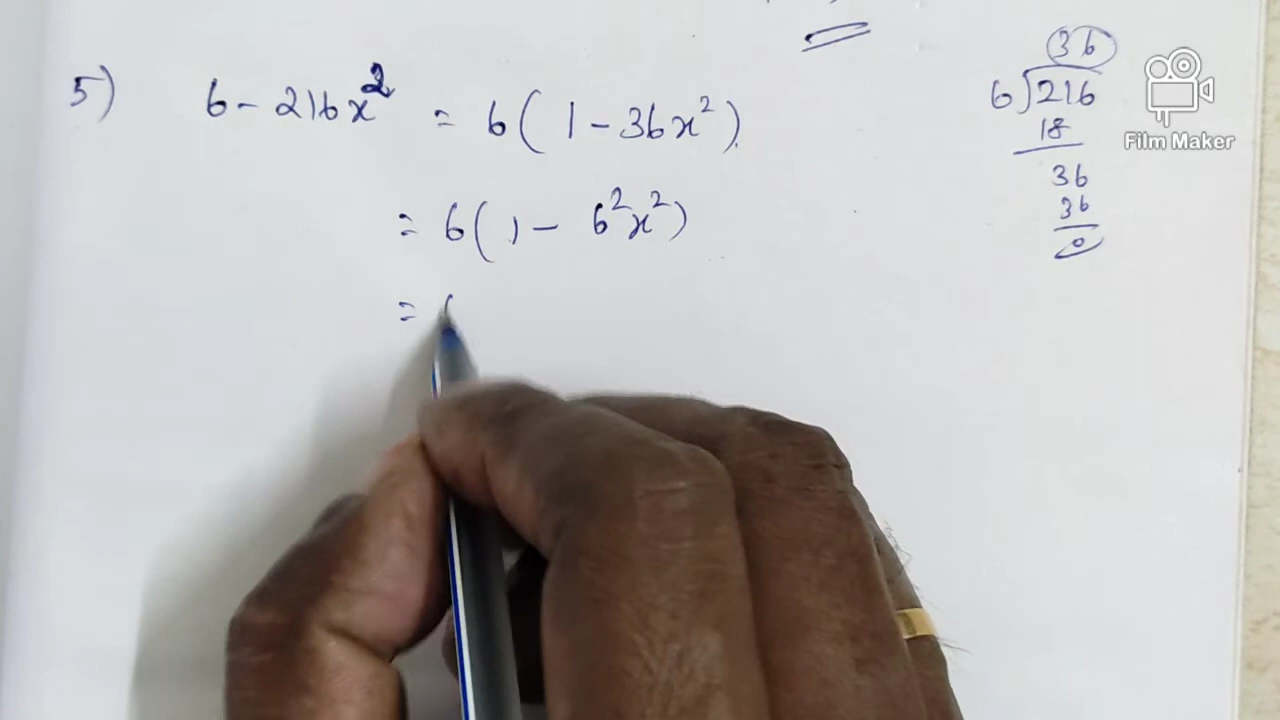 5) 6 - 216x² = 6(1 - 36x²)
= 6(1 - 6²x²)
=
36
6)216
18
36
36
0
Film Maker